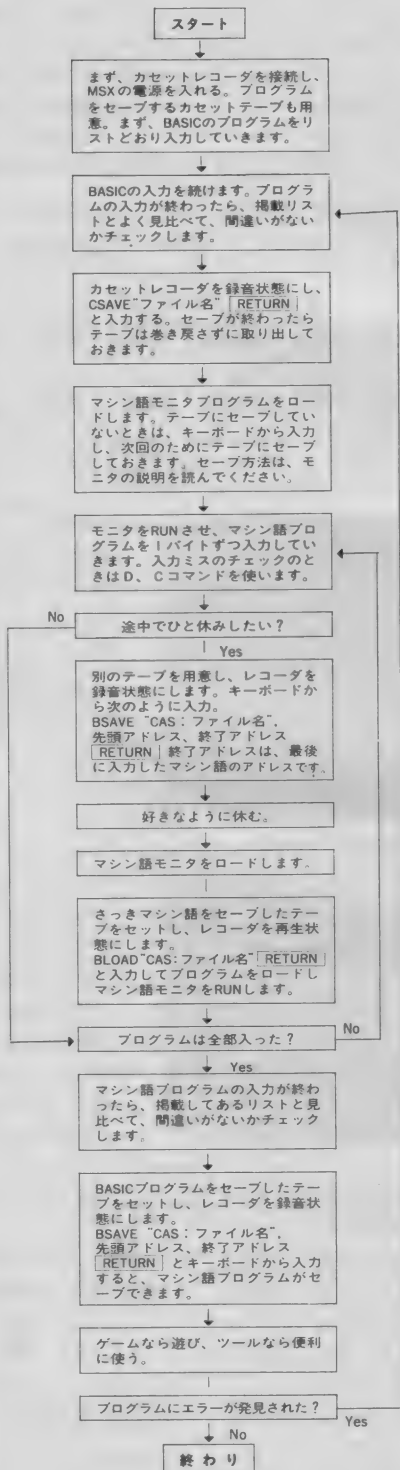 スタート
まず、カセットレコーダを接続し、
MSXの電源を入れる。プログラム
をセーブするカセットテープも用
意。まず、BASICのプログラムをリ
ストどおり入力していきます。
BASICの入力を続けます。プログラ
ムの入力が終わったら、掲載リス
トとよく見比べて、間違いがない
かチェックします。
カセットレコーダを録音状態にし、
CSAVE"ファイル名" RETURN
と入力する。セーブが終わったら
テープは巻き戻さずに取り出して
おきます。
マシン語モニタプログラムをロー
ドします。テープにセーブしてい
ないときは、キーボードから入力
し、次回のためにテープにセーブ
しておきます。セーブ方法は、モ
ニタの説明を読んでください。
モニタをRUNさせ、マシン語プロ
グラムを1バイトずつ入力してい
きます。入力ミスのチェックのと
きはD、Cコマンドを使います。
No
途中でひと休みしたい？
Yes
別のテープを用意し、レコーダを
録音状態にします。キーボードか
ら次のように入力。
BSAVE "CAS：ファイル名",
先頭アドレス、終了アドレス
RETURN 終了アドレスは、最後
に入力したマシン語のアドレスです。
好きなように休む。
マシン語モニタをロードします。
さっきマシン語をセーブしたテー
プをセットし、レコーダを再生状
態にします。
BLOAD"CAS:ファイル名" RETURN
と入力してプログラムをロードし
マシン語モニタをRUNします。
プログラムは全部入った？
No
Yes
マシン語プログラムの入力が終わ
ったら、掲載してあるリストと見
比べて、間違いがないかチェック
します。
BASICプログラムをセーブしたテー
プをセットし、レコーダを録音状
態にします。
BSAVE "CAS：ファイル名",
先頭アドレス、終了アドレス
RETURN とキーボードから入力
すると、マシン語プログラムがセ
ーブできます。
ゲームなら遊び、ツールなら便利
に使う。
プログラムにエラーが発見された？
Yes
No
終わり